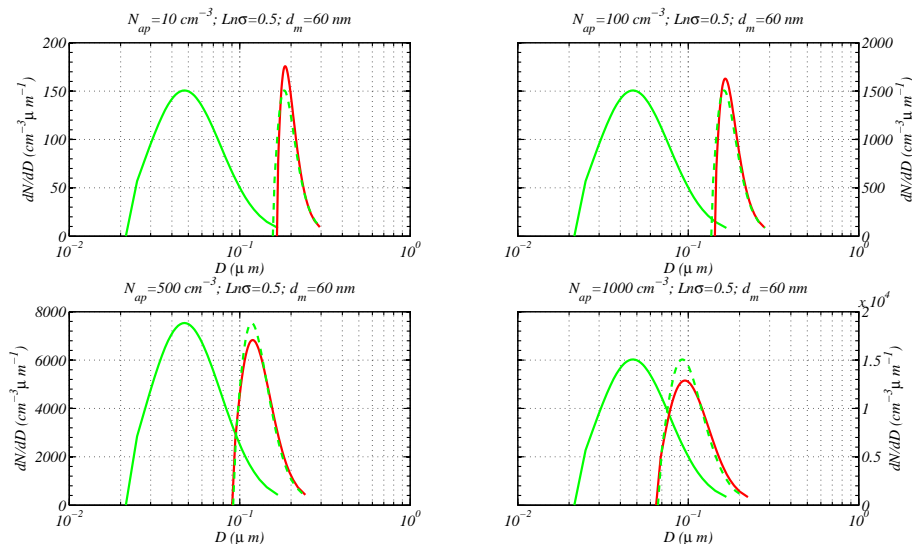 N_ap=10 cm^−3; Lnσ=0.5; d_m=60 nm
N_ap=100 cm^−3; Lnσ=0.5; d_m=60 nm
200
150
100
50
0
dN/dD (cm^−3 μ m^−1)
10^−2
10^−1
10^0
D (μ m)
2000
1500
1000
500
0
dN/dD (cm^−3 μ m^−1)
10^−2
10^−1
10^0
D (μ m)
N_ap=500 cm^−3; Lnσ=0.5; d_m=60 nm
N_ap=1000 cm^−3; Lnσ=0.5; d_m=60 nm
8000
6000
4000
2000
0
dN/dD (cm^−3 μ m^−1)
10^−2
10^−1
10^0
D (μ m)
x 10^4
2
1.5
1
0.5
0
dN/dD (cm^−3 μ m^−1)
10^−2
10^−1
10^0
D (μ m)